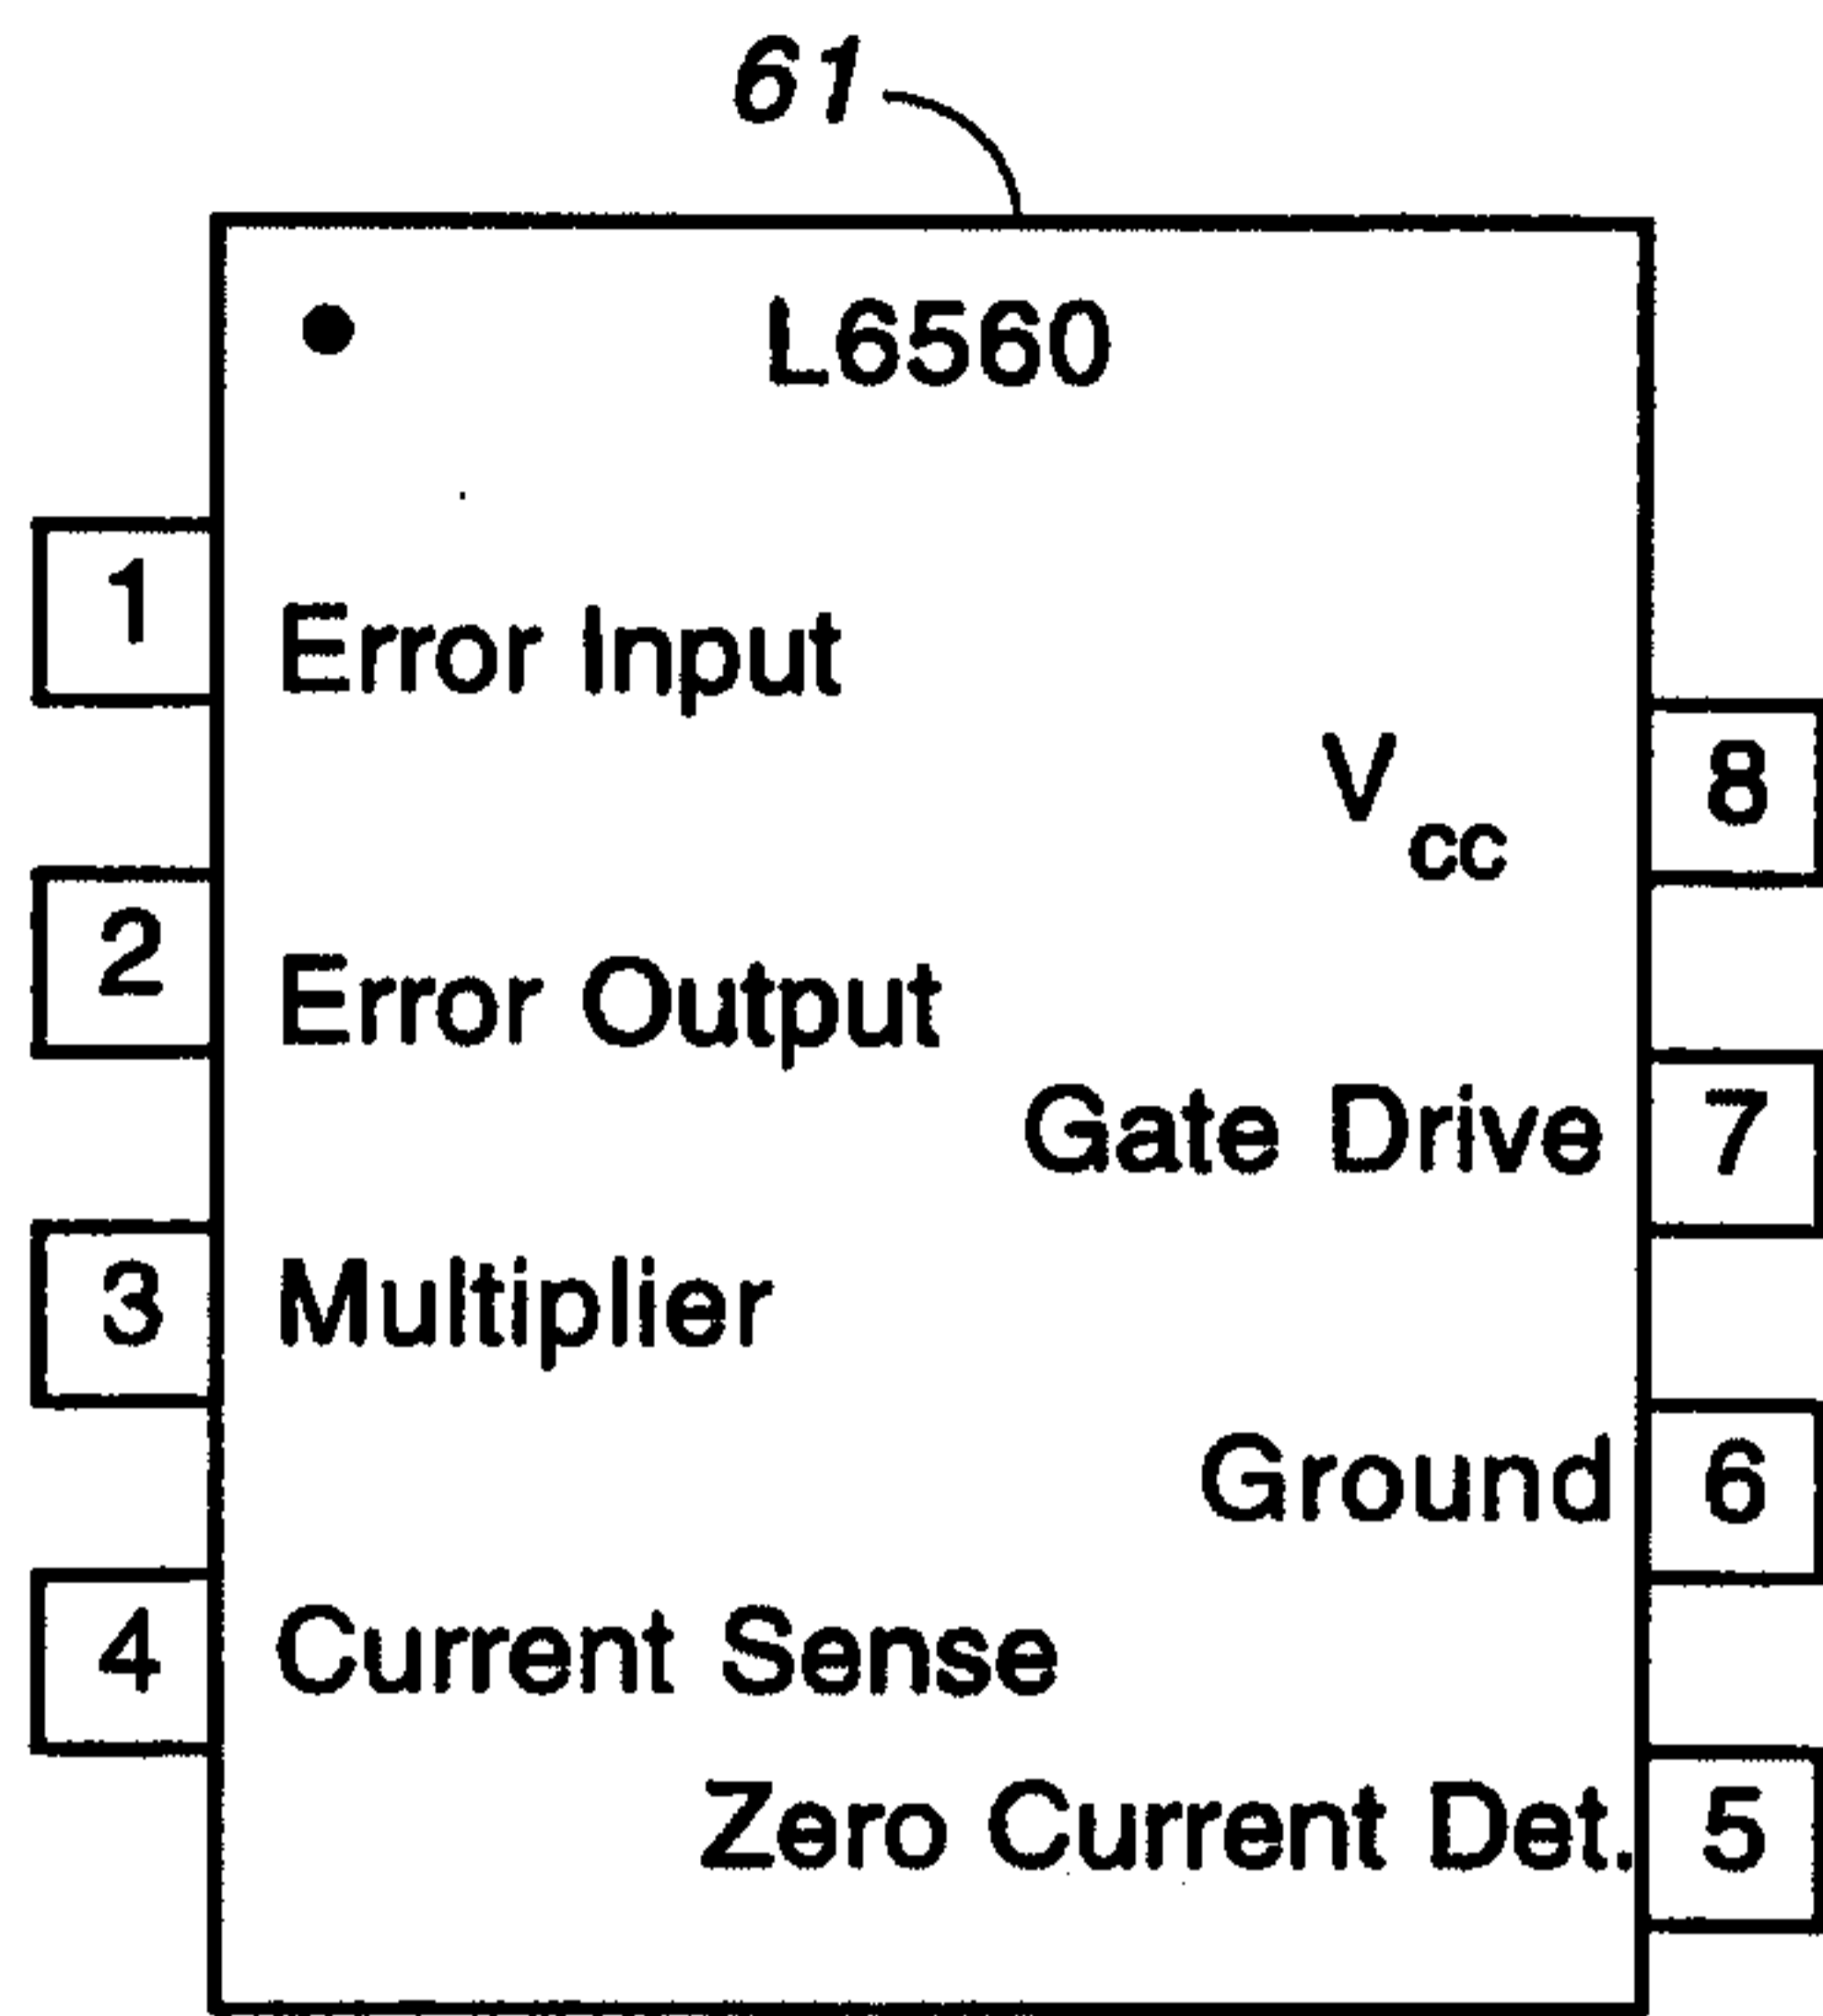 61
L6560
1 Error Input
Vcc 8
2 Error Output
Gate Drive 7
3 Multiplier
Ground 6
4 Current Sense
Zero Current Det. 5